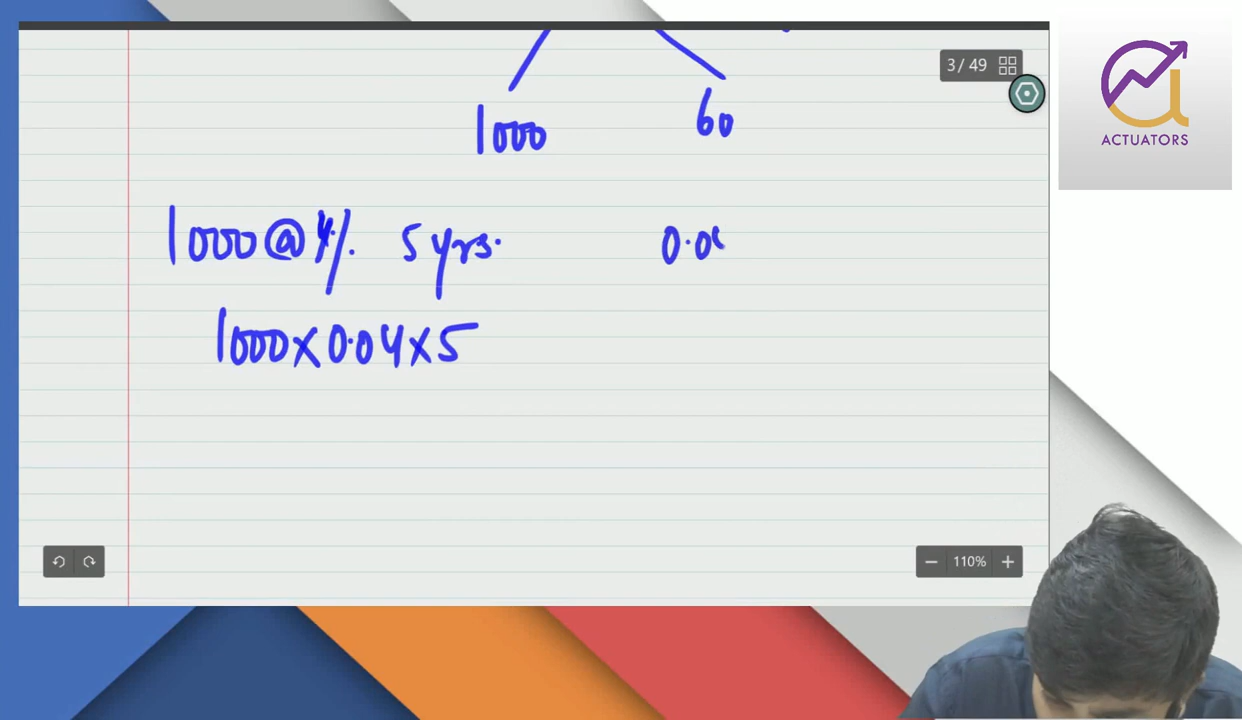 3 / 49
ACTUATORS
1000 60
1000 @ 4%. 5 yrs.
1000 × 0.04 × 5
110%